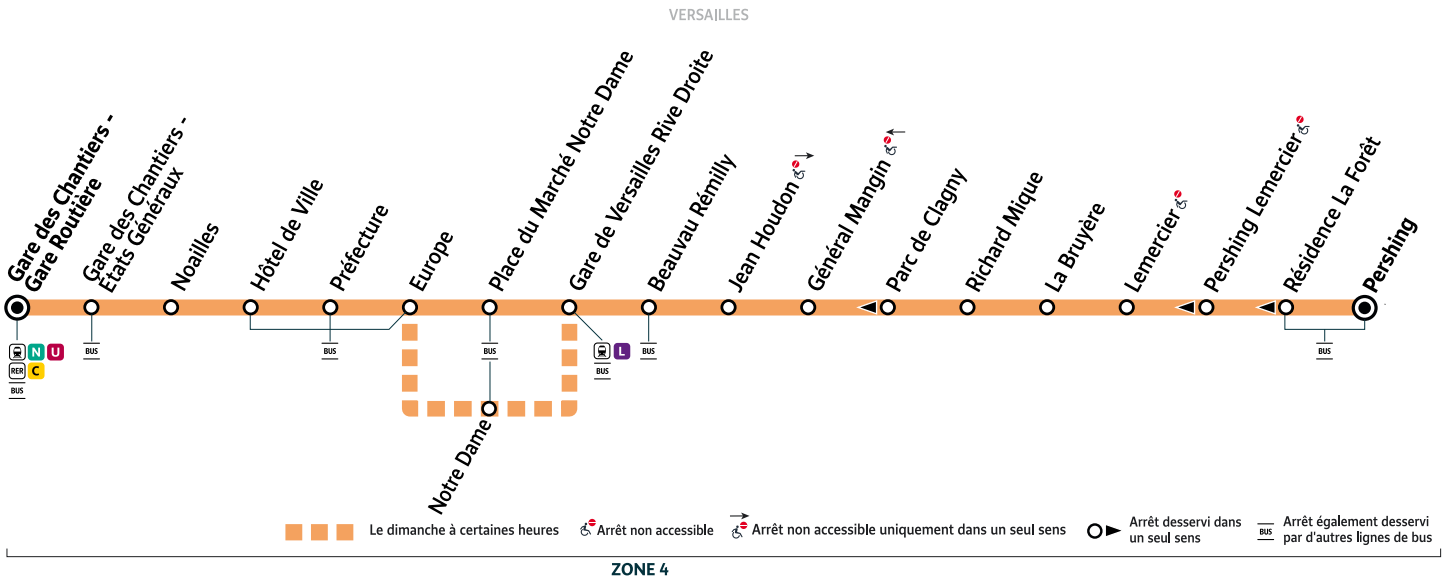 VERSAILLES
Gare des Chantiers -
Gare Routière
Gare des Chantiers -
États Généraux
Noailles
Hôtel de Ville
Préfecture
Europe
Place du Marché Notre Dame
Gare de Versailles Rive Droite
Beauvau Rémilly
Jean Houdon
Général Mangin
Parc de Clagny
Richard Mique
La Bruyère
Lemercier
Pershing Lemercier
Résidence La Forêt
Pershing
N U
RER C
BUS
BUS
BUS
BUS
L
BUS
BUS
BUS
Notre Dame
Le dimanche à certaines heures
Arrêt non accessible
Arrêt non accessible uniquement dans un seul sens
Arrêt desservi dans
un seul sens
BUS
Arrêt également desservi
par d'autres lignes de bus
ZONE 4